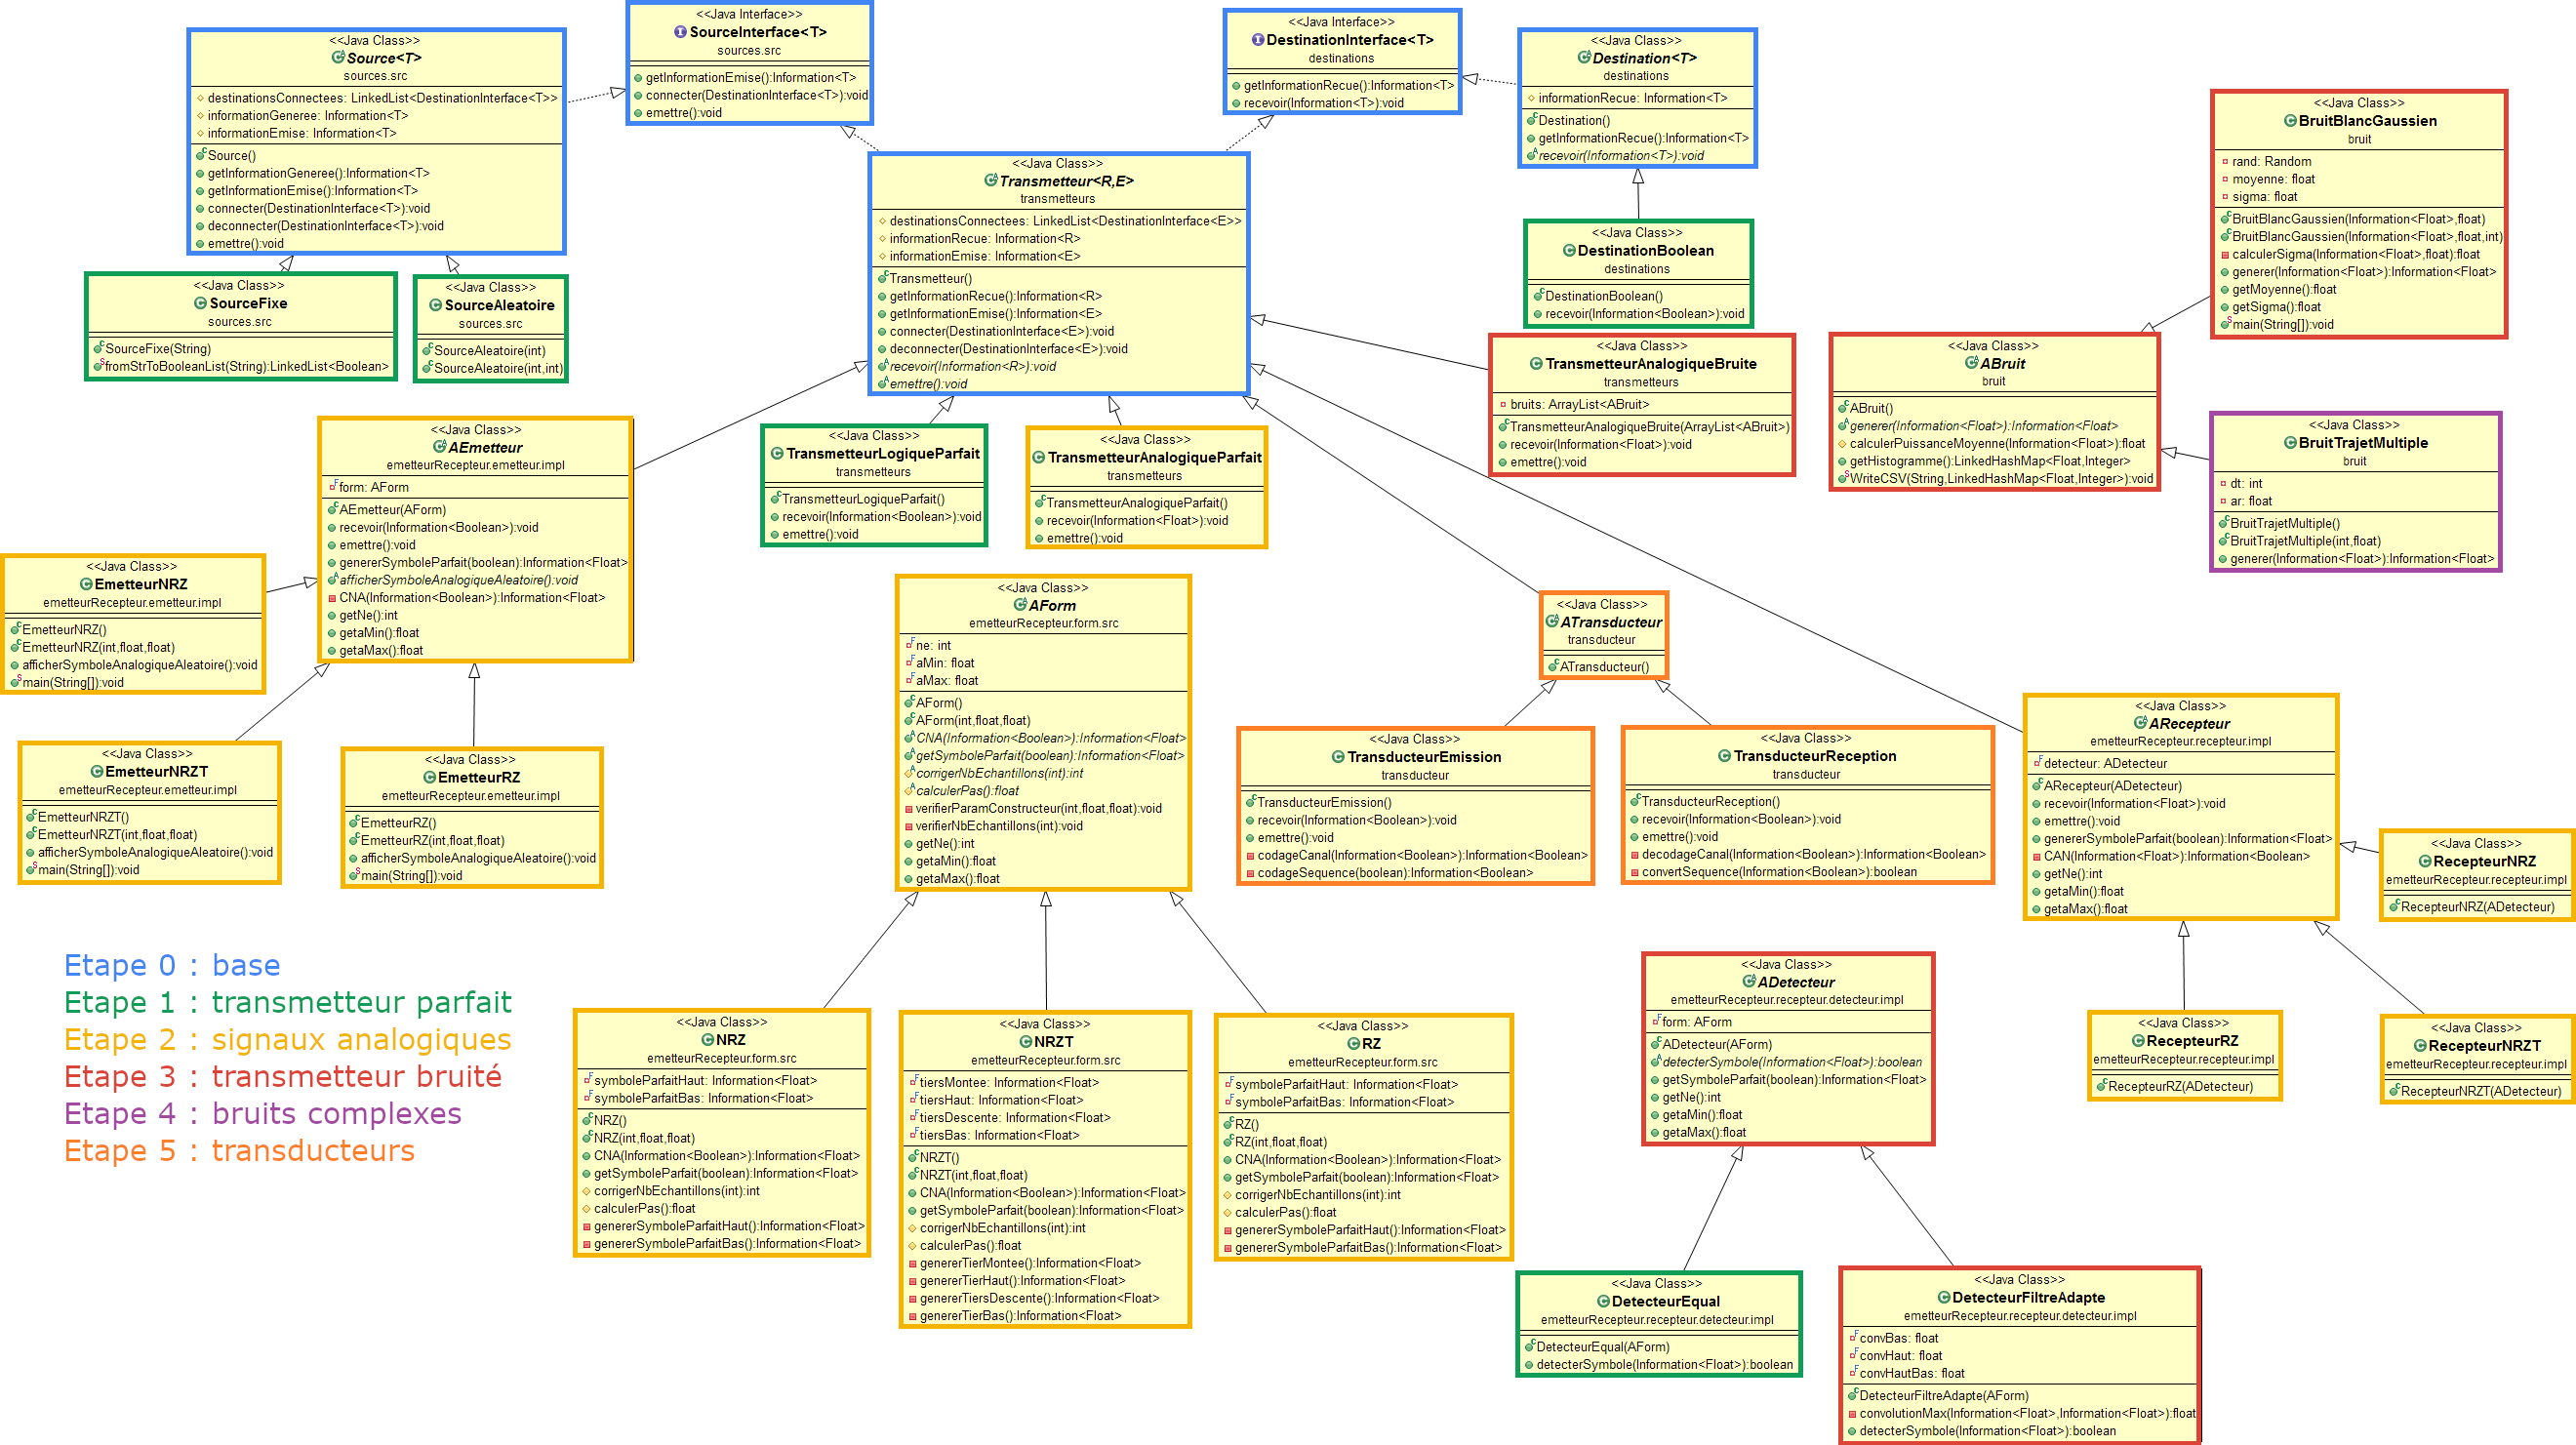 <<Java Class>>
Source<T>
sources.src
destinationsConnectees: LinkedList<DestinationInterface<T>>
informationGeneree: Information<T>
informationEmise: Information<T>
Source()
getInformationGeneree():Information<T>
getInformationEmise():Information<T>
connecter(DestinationInterface<T>):void
deconnecter(DestinationInterface<T>):void
emettre():void
<<Java Interface>>
SourceInterface<T>
sources.src
getInformationEmise():Information<T>
connecter(DestinationInterface<T>):void
emettre():void
<<Java Interface>>
DestinationInterface<T>
destinations
getInformationRecue():Information<T>
recevoir(Information<T>):void
<<Java Class>>
Destination<T>
destinations
informationRecue: Information<T>
Destination()
getInformationRecue():Information<T>
recevoir(Information<T>):void
<<Java Class>>
BruitBlancGaussien
bruit
rand: Random
moyenne: float
sigma: float
BruitBlancGaussien(Information<Float>,float)
BruitBlancGaussien(Information<Float>,float,int)
calculerSigma(Information<Float>,float):float
generer(Information<Float>):Information<Float>
getMoyenne():float
getSigma():float
main(String[]):void
<<Java Class>>
Transmetteur<R,E>
transmetteurs
destinationsConnectees: LinkedList<DestinationInterface<E>>
informationRecue: Information<R>
informationEmise: Information<E>
Transmetteur()
getInformationRecue():Information<R>
getInformationEmise():Information<E>
connecter(DestinationInterface<E>):void
deconnecter(DestinationInterface<E>):void
recevoir(Information<R>):void
emettre():void
<<Java Class>>
DestinationBoolean
destinations
DestinationBoolean()
recevoir(Information<Boolean>):void
<<Java Class>>
SourceFixe
sources.src
SourceFixe(String)
fromStrToBooleanList(String):LinkedList<Boolean>
<<Java Class>>
SourceAleatoire
sources.src
SourceAleatoire(int)
SourceAleatoire(int,int)
<<Java Class>>
TransmetteurAnalogiqueBruite
transmetteurs
bruits: ArrayList<ABruit>
TransmetteurAnalogiqueBruite(ArrayList<ABruit>)
recevoir(Information<Float>):void
emettre():void
<<Java Class>>
ABruit
bruit
ABruit()
generer(Information<Float>):Information<Float>
calculerPuissanceMoyenne(Information<Float>):float
getHistogramme():LinkedHashMap<Float,Integer>
WriteCSV(String,LinkedHashMap<Float,Integer>):void
<<Java Class>>
BruitTrajetMultiple
bruit
dt: int
ar: float
BruitTrajetMultiple()
BruitTrajetMultiple(int,float)
generer(Information<Float>):Information<Float>
<<Java Class>>
AEmetteur
emetteurRecepteur.emetteur.impl
form: AForm
AEmetteur(AForm)
recevoir(Information<Boolean>):void
emettre():void
genererSymboleParfait(boolean):Information<Float>
afficherSymboleAnalogiqueAleatoire():void
CNA(Information<Boolean>):Information<Float>
getNe():int
getaMin():float
getaMax():float
<<Java Class>>
TransmetteurLogiqueParfait
transmetteurs
TransmetteurLogiqueParfait()
recevoir(Information<Boolean>):void
emettre():void
<<Java Class>>
TransmetteurAnalogiqueParfait
transmetteurs
TransmetteurAnalogiqueParfait()
recevoir(Information<Float>):void
emettre():void
<<Java Class>>
EmetteurNRZ
emetteurRecepteur.emetteur.impl
EmetteurNRZ()
EmetteurNRZ(int,float,float)
afficherSymboleAnalogiqueAleatoire():void
main(String[]):void
<<Java Class>>
AForm
emetteurRecepteur.form.src
ne: int
aMin: float
aMax: float
AForm()
AForm(int,float,float)
CNA(Information<Boolean>):Information<Float>
getSymboleParfait(boolean):Information<Float>
corrigerNbEchantillons(int):int
calculerPas():float
verifierParamConstructeur(int,float,float):void
verifierNbEchantillons(int):void
getNe():int
getaMin():float
getaMax():float
<<Java Class>>
ATransducteur
transducteur
ATransducteur()
<<Java Class>>
EmetteurNRZT
emetteurRecepteur.emetteur.impl
EmetteurNRZT()
EmetteurNRZT(int,float,float)
afficherSymboleAnalogiqueAleatoire():void
main(String[]):void
<<Java Class>>
EmetteurRZ
emetteurRecepteur.emetteur.impl
EmetteurRZ()
EmetteurRZ(int,float,float)
afficherSymboleAnalogiqueAleatoire():void
main(String[]):void
<<Java Class>>
TransducteurEmission
transducteur
TransducteurEmission()
recevoir(Information<Boolean>):void
emettre():void
codageCanal(Information<Boolean>):Information<Boolean>
codageSequence(boolean):Information<Boolean>
<<Java Class>>
TransducteurReception
transducteur
TransducteurReception()
recevoir(Information<Boolean>):void
emettre():void
decodageCanal(Information<Boolean>):Information<Boolean>
convertSequence(Information<Boolean>):boolean
<<Java Class>>
ARecepteur
emetteurRecepteur.recepteur.impl
detecteur: ADetecteur
ARecepteur(ADetecteur)
recevoir(Information<Float>):void
emettre():void
genererSymboleParfait(boolean):Information<Float>
CAN(Information<Float>):Information<Boolean>
getNe():int
getaMin():float
getaMax():float
<<Java Class>>
RecepteurNRZ
emetteurRecepteur.recepteur.impl
RecepteurNRZ(ADetecteur)
Etape 0 : base
Etape 1 : transmetteur parfait
Etape 2 : signaux analogiques
Etape 3 : transmetteur bruité
Etape 4 : bruits complexes
Etape 5 : transducteurs
<<Java Class>>
NRZ
emetteurRecepteur.form.src
symboleParfaitHaut: Information<Float>
symboleParfaitBas: Information<Float>
NRZ()
NRZ(int,float,float)
CNA(Information<Boolean>):Information<Float>
getSymboleParfait(boolean):Information<Float>
corrigerNbEchantillons(int):int
calculerPas():float
genererSymboleParfaitHaut():Information<Float>
genererSymboleParfaitBas():Information<Float>
<<Java Class>>
NRZT
emetteurRecepteur.form.src
tiersMontee: Information<Float>
tiersHaut: Information<Float>
tiersDescente: Information<Float>
tiersBas: Information<Float>
NRZT()
NRZT(int,float,float)
CNA(Information<Boolean>):Information<Float>
getSymboleParfait(boolean):Information<Float>
corrigerNbEchantillons(int):int
calculerPas():float
genererTierMontee():Information<Float>
genererTierHaut():Information<Float>
genererTiersDescente():Information<Float>
genererTierBas():Information<Float>
<<Java Class>>
RZ
emetteurRecepteur.form.src
symboleParfaitHaut: Information<Float>
symboleParfaitBas: Information<Float>
RZ()
RZ(int,float,float)
CNA(Information<Boolean>):Information<Float>
getSymboleParfait(boolean):Information<Float>
corrigerNbEchantillons(int):int
calculerPas():float
genererSymboleParfaitHaut():Information<Float>
genererSymboleParfaitBas():Information<Float>
<<Java Class>>
ADetecteur
emetteurRecepteur.recepteur.detecteur.impl
form: AForm
ADetecteur(AForm)
detecterSymbole(Information<Float>):boolean
getSymboleParfait(boolean):Information<Float>
getNe():int
getaMin():float
getaMax():float
<<Java Class>>
RecepteurRZ
emetteurRecepteur.recepteur.impl
RecepteurRZ(ADetecteur)
<<Java Class>>
RecepteurNRZT
emetteurRecepteur.recepteur.impl
RecepteurNRZT(ADetecteur)
<<Java Class>>
DetecteurEqual
emetteurRecepteur.recepteur.detecteur.impl
DetecteurEqual(AForm)
detecterSymbole(Information<Float>):boolean
<<Java Class>>
DetecteurFiltreAdapte
emetteurRecepteur.recepteur.detecteur.impl
convBas: float
convHaut: float
convHautBas: float
DetecteurFiltreAdapte(AForm)
convolutionMax(Information<Float>,Information<Float>):float
detecterSymbole(Information<Float>):boolean